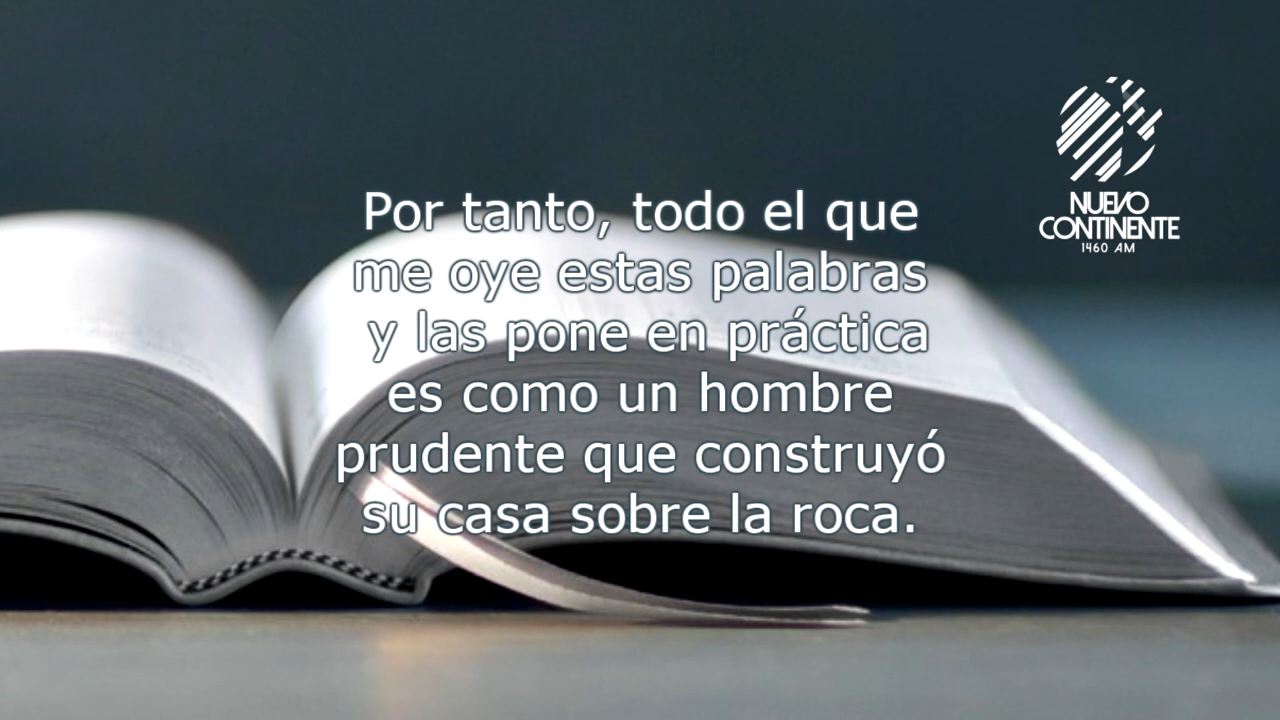 Por tanto, todo el que
me oye estas palabras
y las pone en práctica
es como un hombre
prudente que construyó
su casa sobre la roca.
NUEVO
CONTINENTE
1460 AM